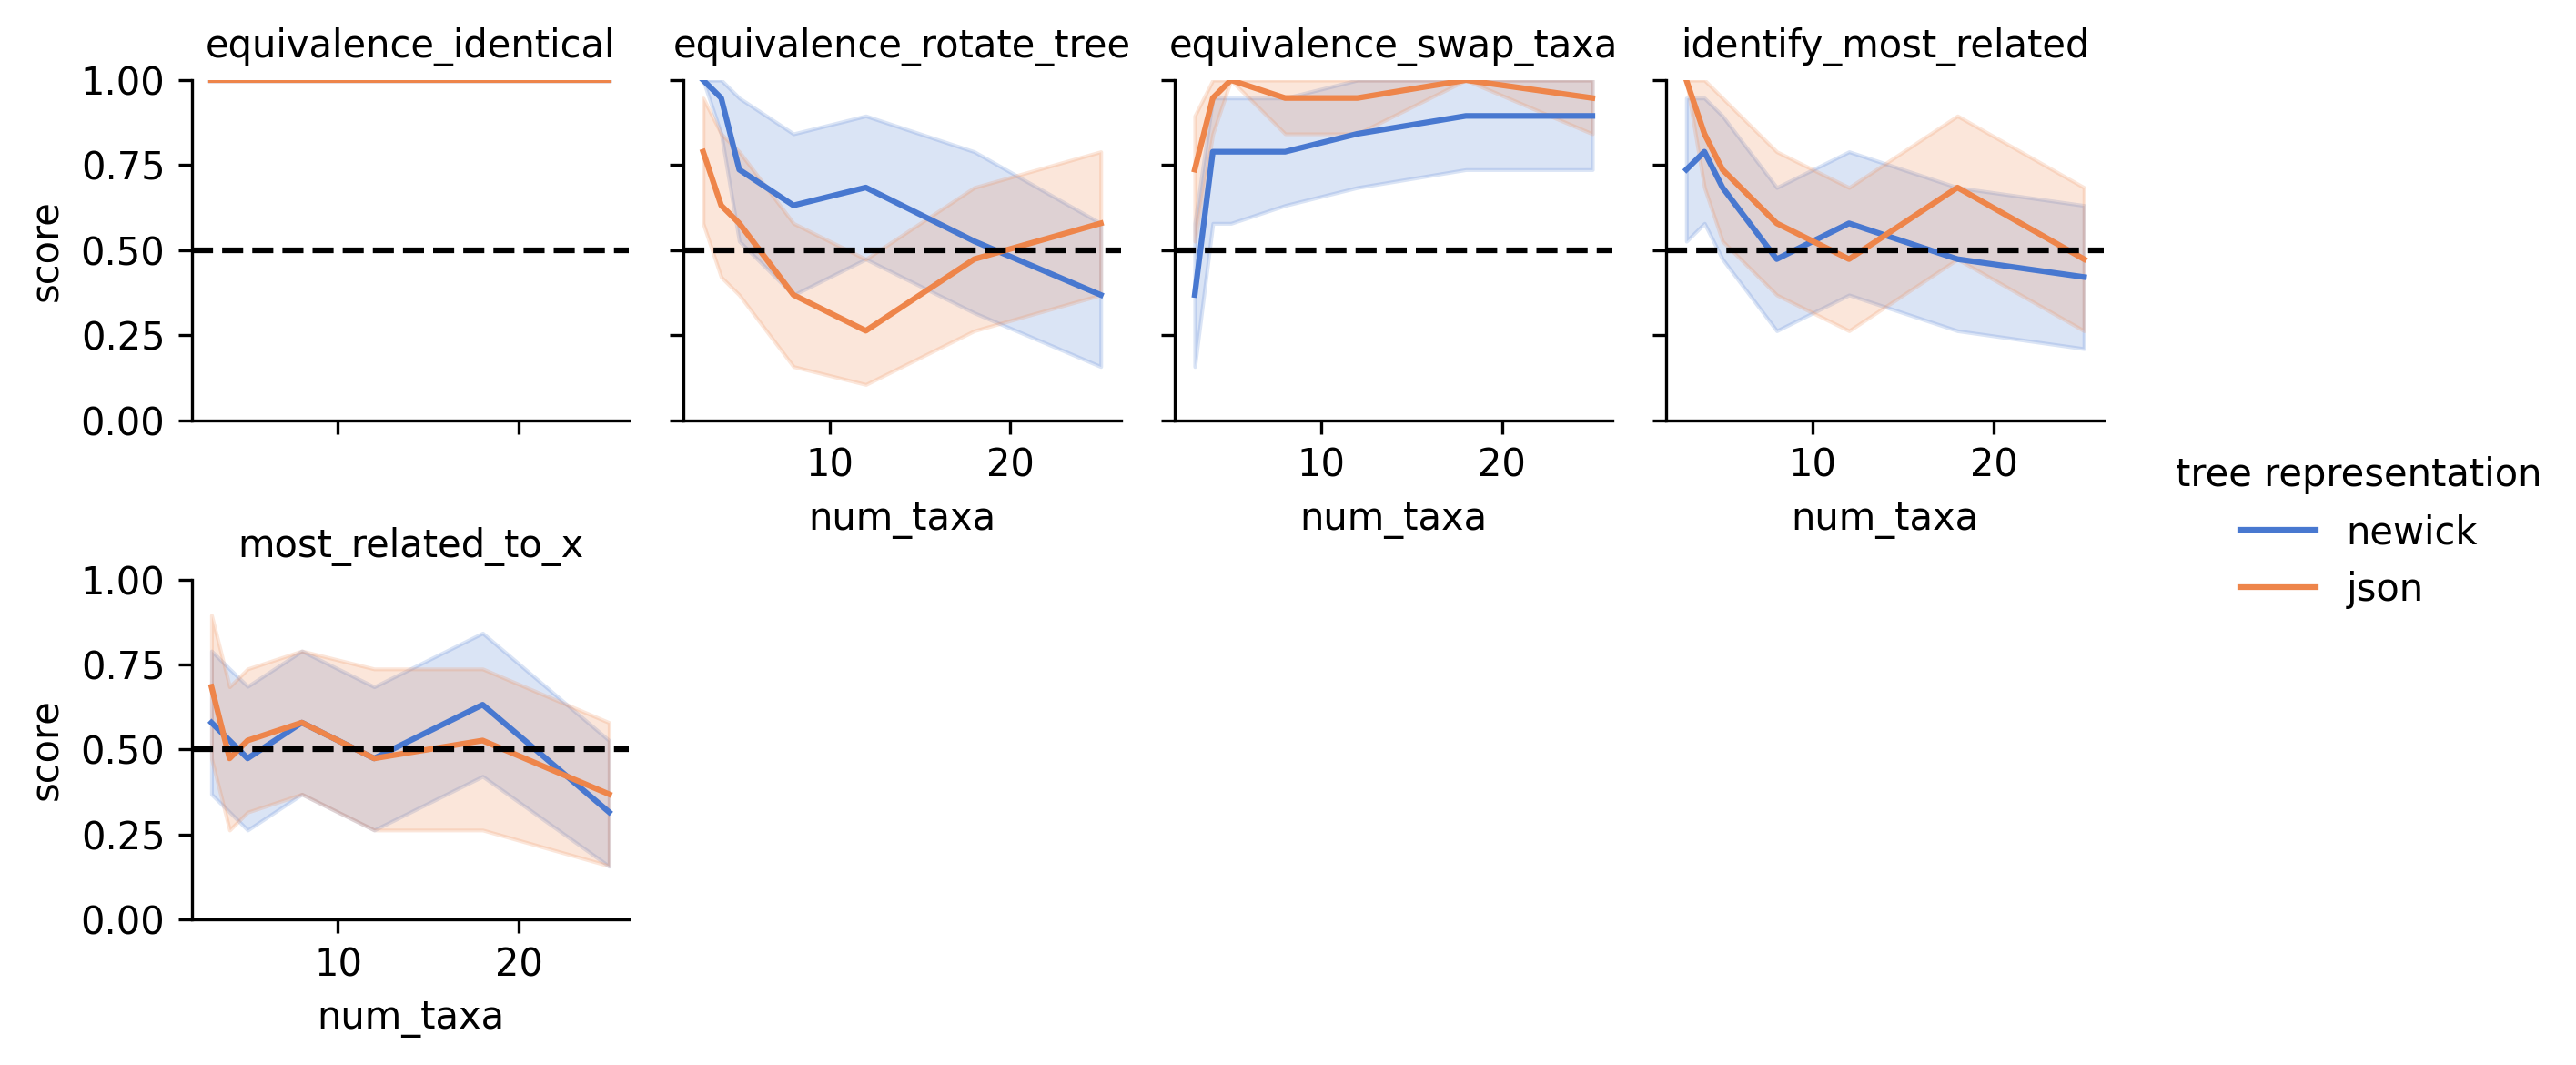 equivalence_identical
equivalence_rotate_tree
equivalence_swap_taxa
identify_most_related
1.00
0.75
0.50
0.25
0.00
score
10 20
num_taxa
10 20
num_taxa
10 20
num_taxa
tree representation
newick
json
most_related_to_x
1.00
0.75
0.50
0.25
0.00
score
10 20
num_taxa